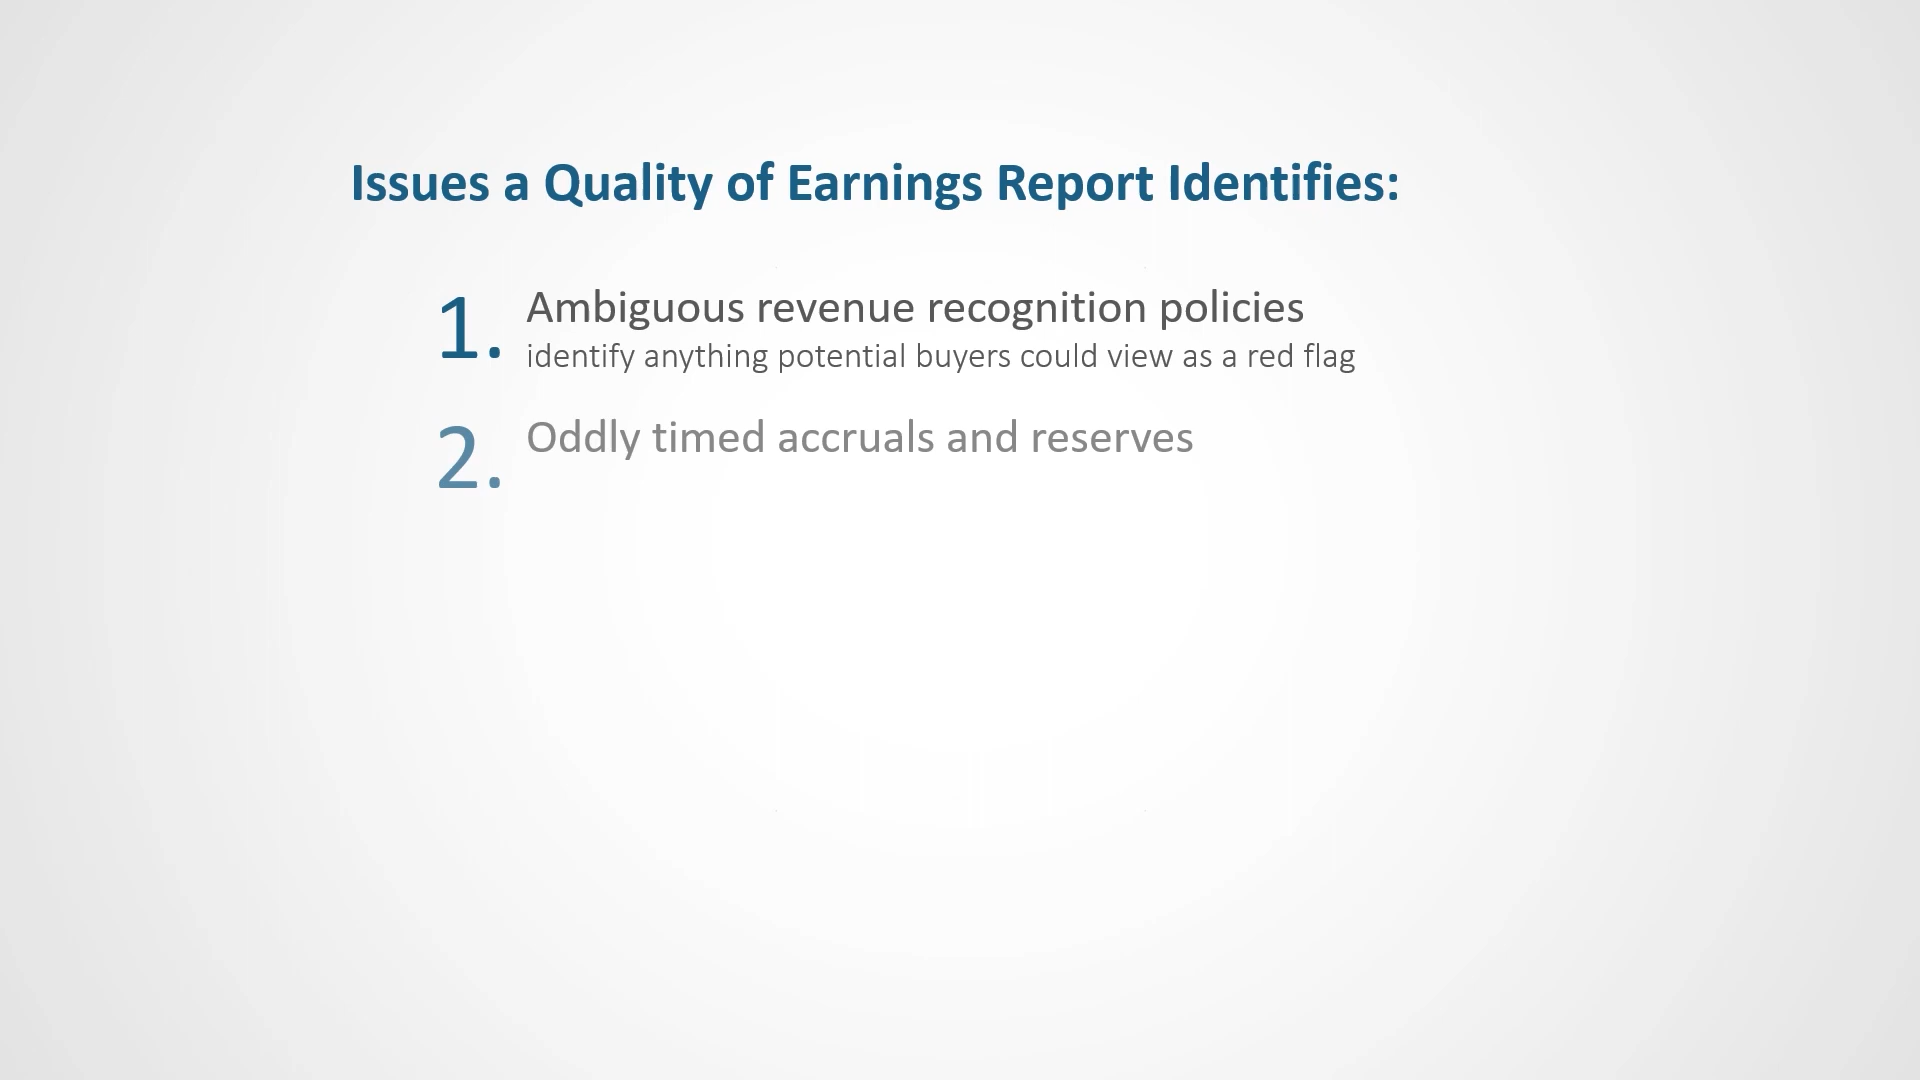 Issues a Quality of Earnings Report Identifies:
1. Ambiguous revenue recognition policies
identify anything potential buyers could view as a red flag
2. Oddly timed accruals and reserves